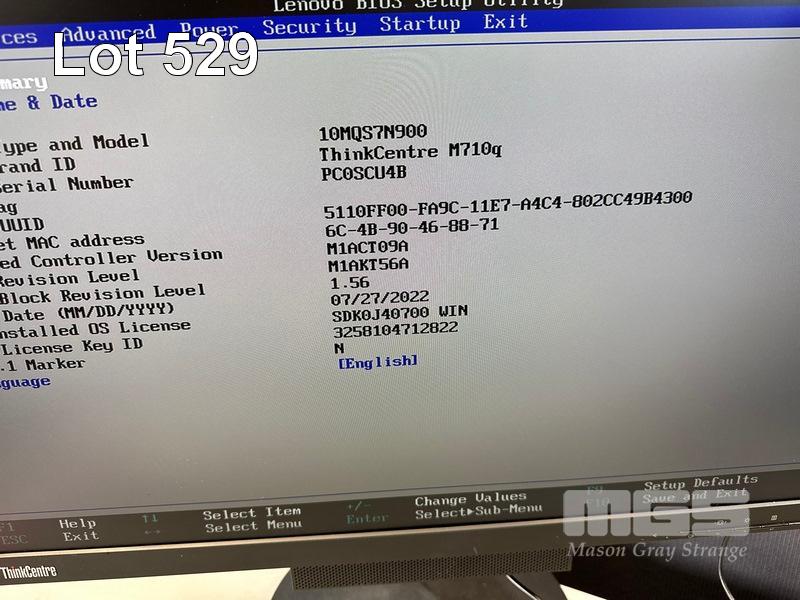 Lenovo BIOS Setup Utility
ces Advanced Power Security Startup Exit
Lot 529
mary
me & Date
ype and Model 10MQS7N900
rand ID ThinkCentre M710q
erial Number PC0SCU4B
ag
UUID 5110FF00-FA9C-11E7-A4C4-802CC49B4300
et MAC address 6C-4B-90-46-88-71
ed Controller Version M1ACT09A
Revision Level M1AKT56A
Block Revision Level 1.56
Date (MM/DD/YYYY) 07/27/2022
nstalled OS License SDK0J40700 WIN
License Key ID 3258104712822
.1 Marker N
guage [English]
F1 Help ↑↓ Select Item +/- Change Values F9 Setup Defaults
ESC Exit ↔ Select Menu Enter Select▶Sub-Menu F10 Save and Exit
MGS
Mason Gray Strange
ThinkCentre